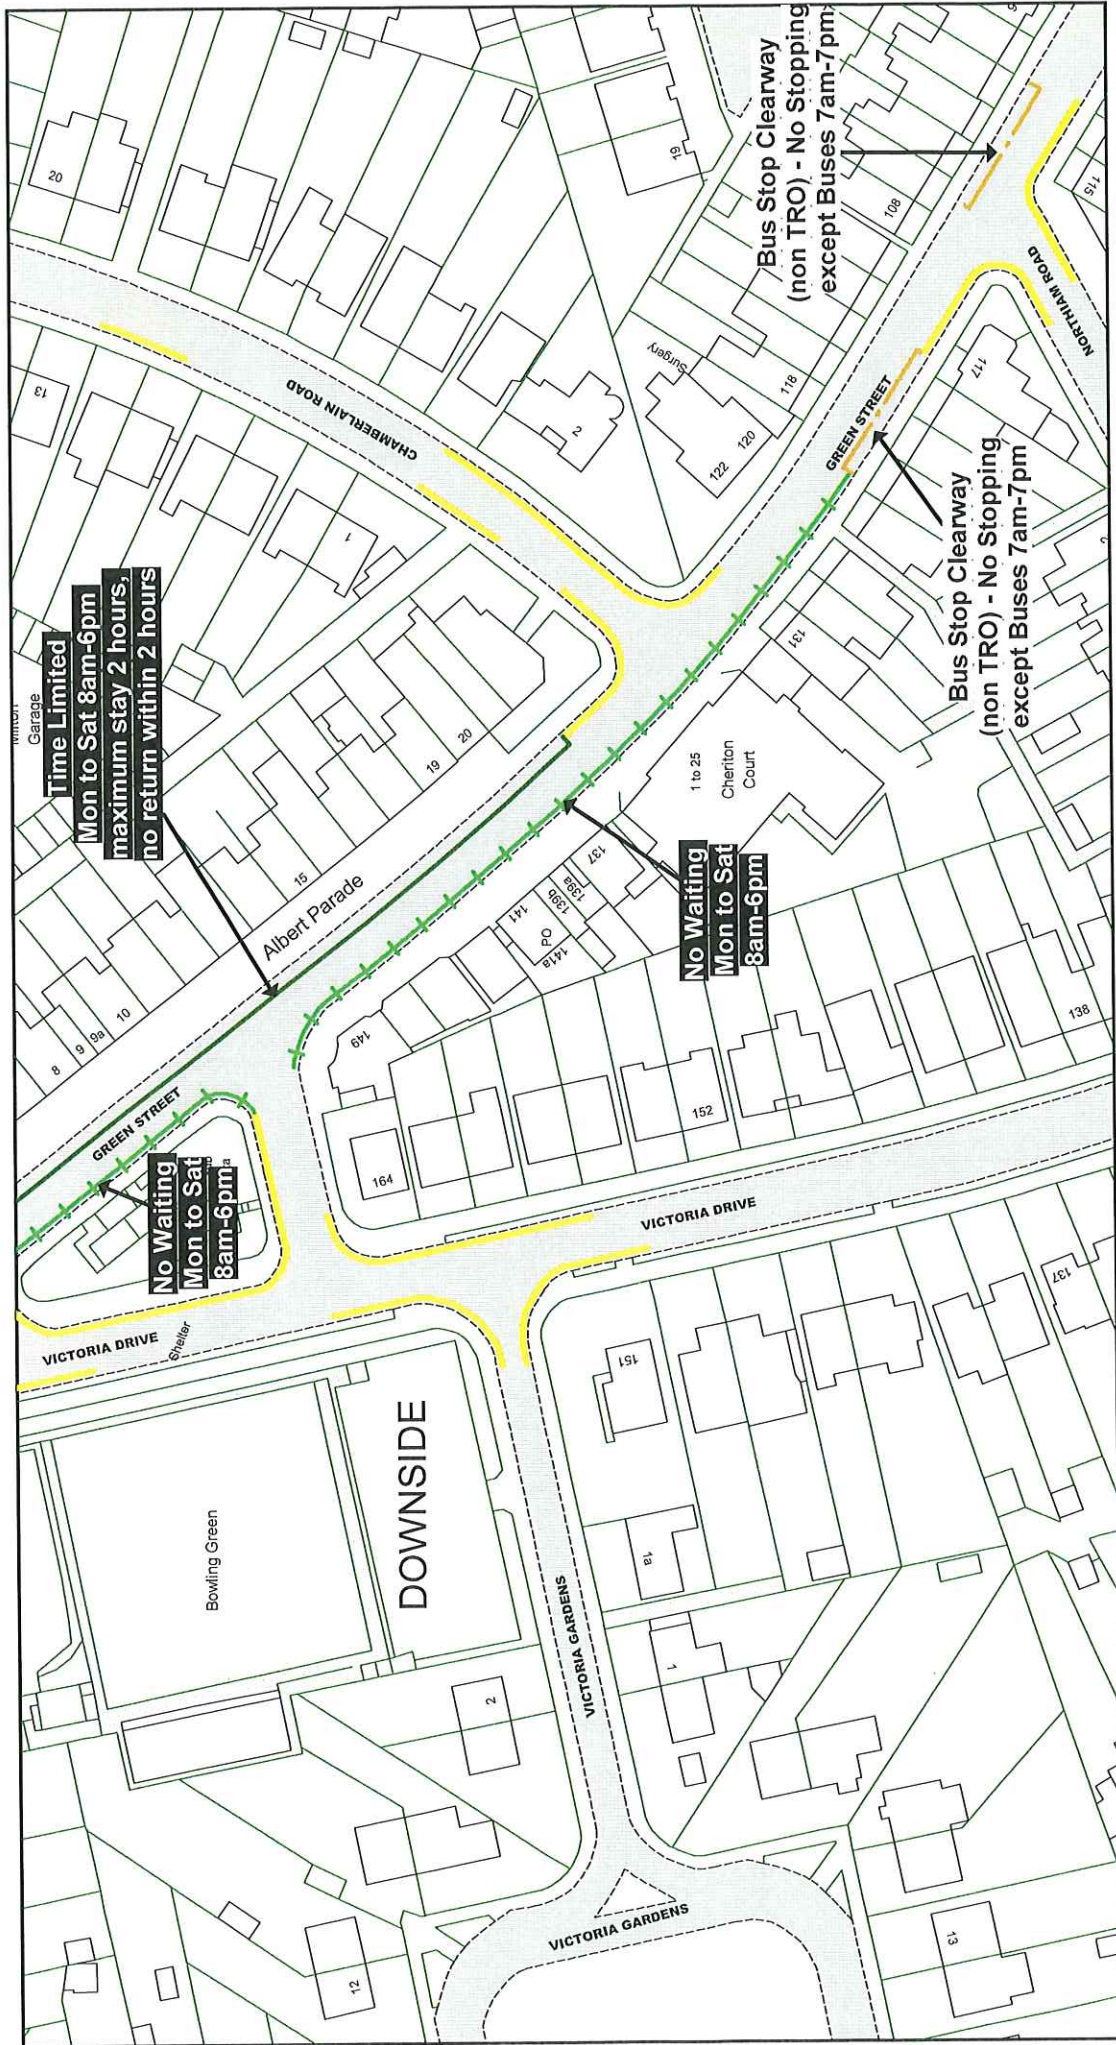 20
13
CHAMBERLAIN ROAD
19
Bus Stop Clearway
(non TRO) - No Stopping
except Buses 7am-7pm
108
115
NORTHIAM ROAD
117
GREEN STREET
118
120
122
Surgery
2
1
Garage
Time Limited
Mon to Sat 8am-6pm
maximum stay 2 hours,
no return within 2 hours
20
19
15
Albert Parade
10
9a
9
8
GREEN STREET
No Waiting
Mon to Sat
8am-6pm
131
1 to 25
Cheriton
Court
Bus Stop Clearway
(non TRO) - No Stopping
except Buses 7am-7pm
137
139a
139b
141
PO
141a
149
No Waiting
Mon to Sat
8am-6pm
138
152
164
VICTORIA DRIVE
VICTORIA DRIVE
Shelter
Bowling Green
DOWNSIDE
151
137
1a
1
2
VICTORIA GARDENS
VICTORIA GARDENS
12
13